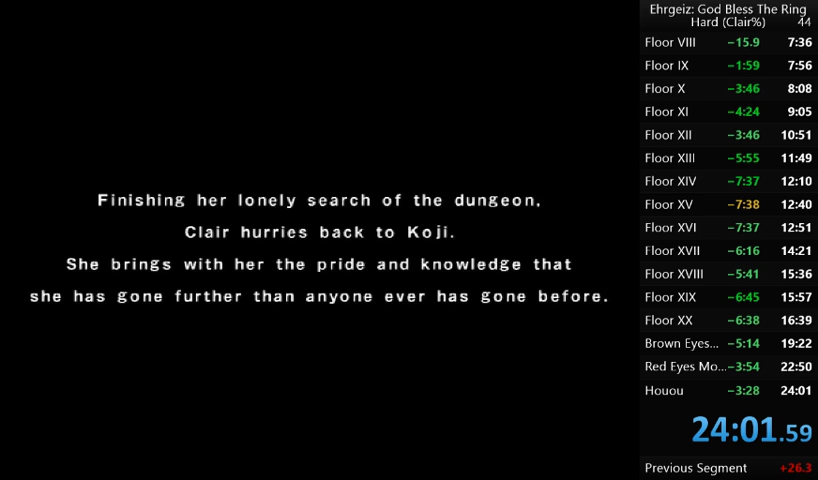 Finishing her lonely search of the dungeon,
Clair hurries back to Koji.
She brings with her the pride and knowledge that
she has gone further than anyone ever has gone before.
Ehrgeiz: God Bless The Ring
Hard (Clair%) 44
Floor VIII −15.9 7:36
Floor IX −1:59 7:56
Floor X −3:46 8:08
Floor XI −4:24 9:05
Floor XII −3:46 10:51
Floor XIII −5:55 11:49
Floor XIV −7:37 12:10
Floor XV −7:38 12:40
Floor XVI −7:37 12:51
Floor XVII −6:16 14:21
Floor XVIII −5:41 15:36
Floor XIX −6:45 15:57
Floor XX −6:38 16:39
Brown Eyes... −5:14 19:22
Red Eyes Mo... −3:54 22:50
Houou −3:28 24:01
24:01.59
Previous Segment +26.3